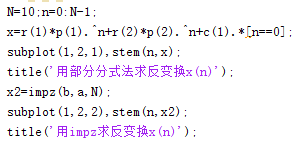 N=10;n=0:N-1;
x=r(1)*p(1).^n+r(2)*p(2).^n+c(1).*[n==0];
subplot(1,2,1),stem(n,x);
title('用部分分式法求反变换x(n)');
x2=impz(b,a,N);
subplot(1,2,2),stem(n,x2);
title('用impz求反变换x(n)');